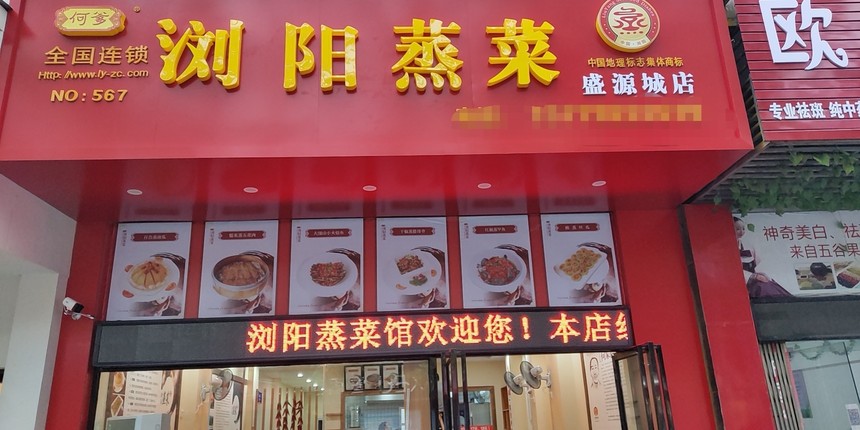 何爹
全国连锁
Http://www.ly-zc.com
NO:567
浏阳蒸菜
中国地理标志集体商标
盛源城店
欧
专业祛斑 纯中
神奇美白、祛
来自五谷果
浏阳蒸菜馆欢迎您！本店纟